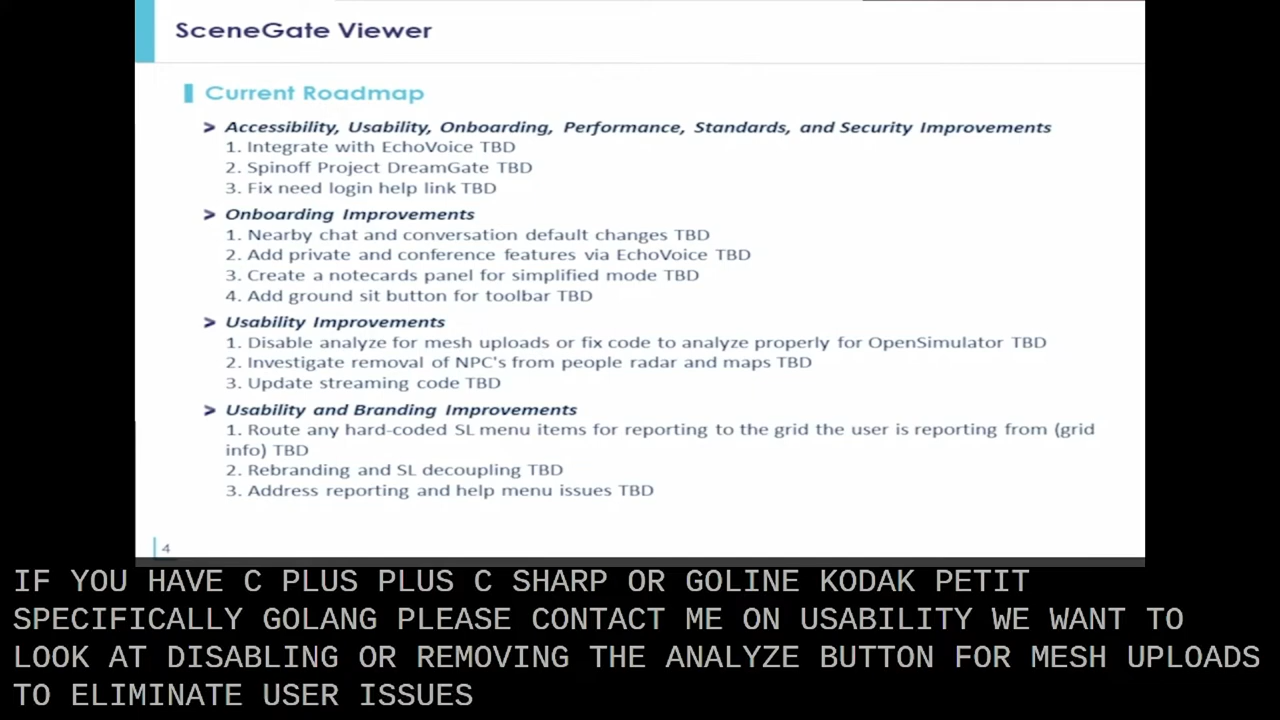 SceneGate Viewer
Current Roadmap
➢ Accessibility, Usability, Onboarding, Performance, Standards, and Security Improvements
1. Integrate with EchoVoice TBD
2. Spinoff Project DreamGate TBD
3. Fix need login help link TBD
➢ Onboarding Improvements
1. Nearby chat and conversation default changes TBD
2. Add private and conference features via EchoVoice TBD
3. Create a notecards panel for simplified mode TBD
4. Add ground sit button for toolbar TBD
➢ Usability Improvements
1. Disable analyze for mesh uploads or fix code to analyze properly for OpenSimulator TBD
2. Investigate removal of NPC's from people radar and maps TBD
3. Update streaming code TBD
➢ Usability and Branding Improvements
1. Route any hard-coded SL menu items for reporting to the grid the user is reporting from (grid
info) TBD
2. Rebranding and SL decoupling TBD
3. Address reporting and help menu issues TBD
4
IF YOU HAVE C PLUS PLUS C SHARP OR GOLINE KODAK PETIT
SPECIFICALLY GOLANG PLEASE CONTACT ME ON USABILITY WE WANT TO
LOOK AT DISABLING OR REMOVING THE ANALYZE BUTTON FOR MESH UPLOADS
TO ELIMINATE USER ISSUES